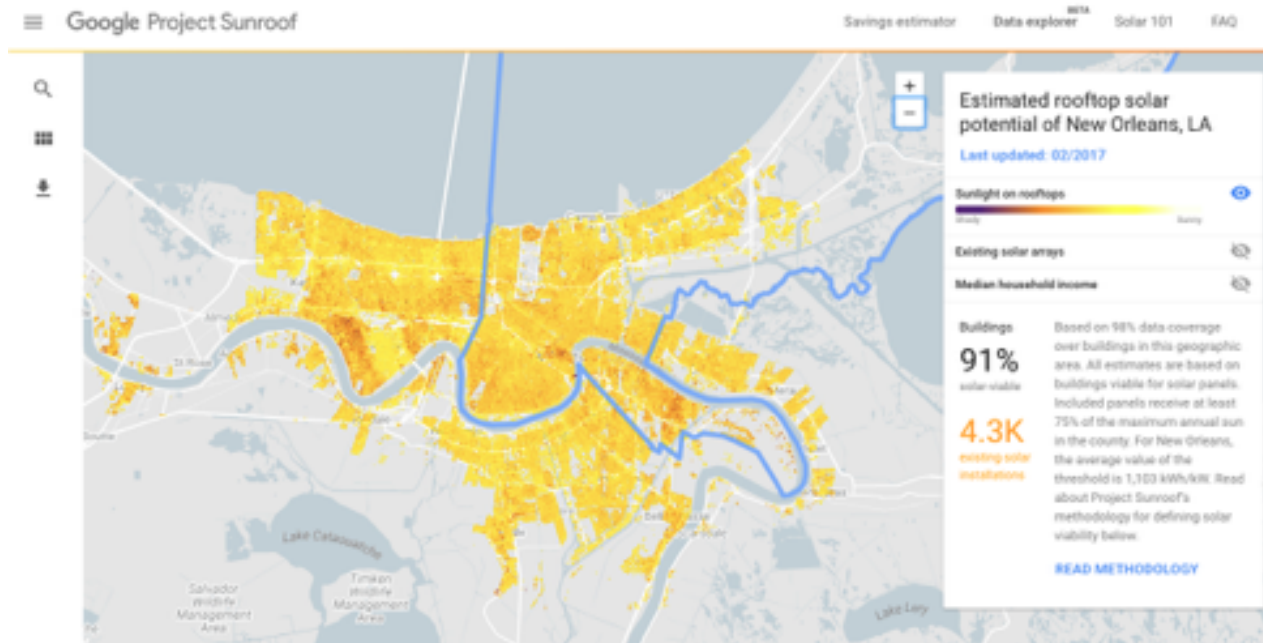 Google Project Sunroof
Savings estimator
Data explorer
BETA
Solar 101
FAQ
+
−
Estimated rooftop solar
potential of New Orleans, LA
Last updated: 02/2017
Sunlight on rooftops
Shady
Sunny
Existing solar arrays
Median household income
Buildings
91%
solar-viable
4.3K
existing solar
installations
Based on 98% data coverage
over buildings in this geographic
area. All estimates are based on
buildings viable for solar panels.
Included panels receive at least
75% of the maximum annual sun
in the county. For New Orleans,
the average value of the
threshold is 1,103 kWh/kW. Read
about Project Sunroof's
methodology for defining solar
viability below.
READ METHODOLOGY
St Rose
Lake Cataouatche
Salvador
Wildlife
Management
Area
Timken
Wildlife
Management
Area
Lake Lery